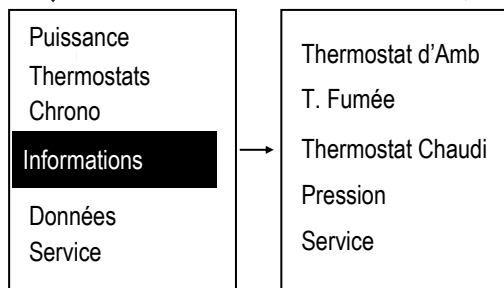 Puissance
Thermostats
Chrono
Informations
Données
Service
Thermostat d'Amb
T. Fumée
Thermostat Chaudi
Pression
Service